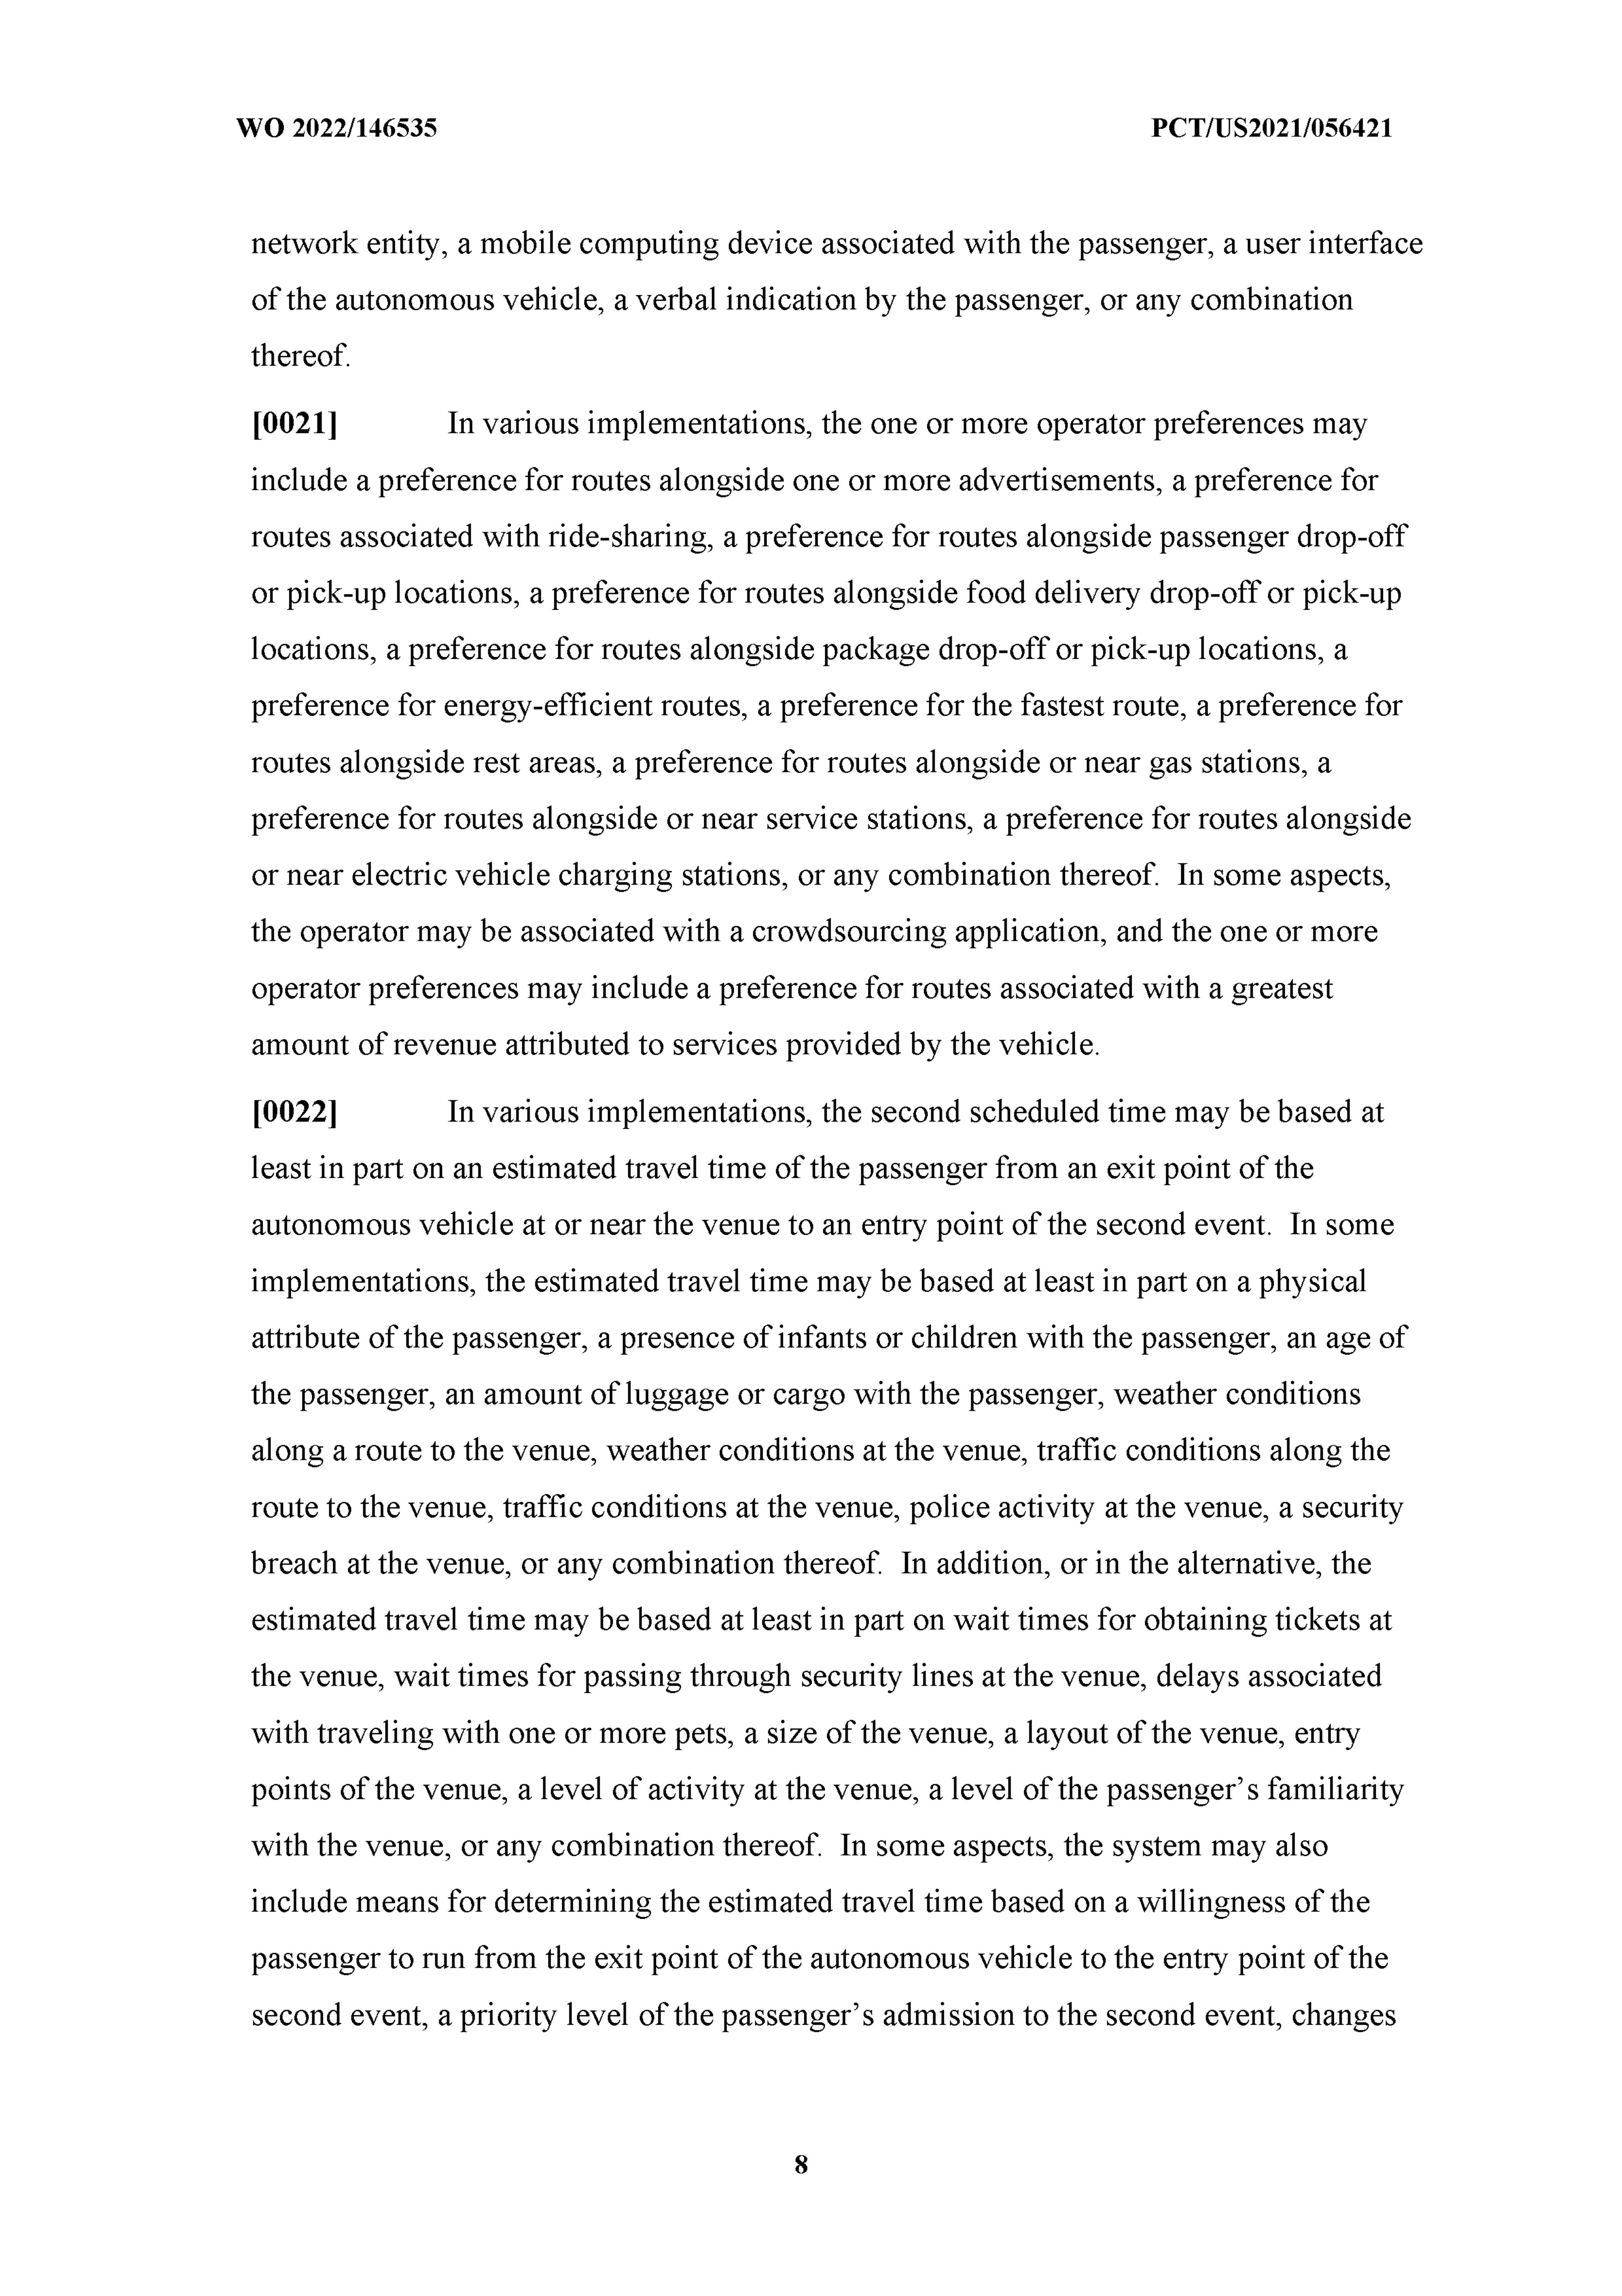 WO 2022/146535 PCT/US2021/056421
network entity, a mobile computing device associated with the passenger, a user interface
of the autonomous vehicle, a verbal indication by the passenger, or any combination
thereof.
[0021] In various implementations, the one or more operator preferences may
include a preference for routes alongside one or more advertisements, a preference for
routes associated with ride-sharing, a preference for routes alongside passenger drop-off
or pick-up locations, a preference for routes alongside food delivery drop-off or pick-up
locations, a preference for routes alongside package drop-off or pick-up locations, a
preference for energy-efficient routes, a preference for the fastest route, a preference for
routes alongside rest areas, a preference for routes alongside or near gas stations, a
preference for routes alongside or near service stations, a preference for routes alongside
or near electric vehicle charging stations, or any combination thereof. In some aspects,
the operator may be associated with a crowdsourcing application, and the one or more
operator preferences may include a preference for routes associated with a greatest
amount of revenue attributed to services provided by the vehicle.
[0022] In various implementations, the second scheduled time may be based at
least in part on an estimated travel time of the passenger from an exit point of the
autonomous vehicle at or near the venue to an entry point of the second event. In some
implementations, the estimated travel time may be based at least in part on a physical
attribute of the passenger, a presence of infants or children with the passenger, an age of
the passenger, an amount of luggage or cargo with the passenger, weather conditions
along a route to the venue, weather conditions at the venue, traffic conditions along the
route to the venue, traffic conditions at the venue, police activity at the venue, a security
breach at the venue, or any combination thereof. In addition, or in the alternative, the
estimated travel time may be based at least in part on wait times for obtaining tickets at
the venue, wait times for passing through security lines at the venue, delays associated
with traveling with one or more pets, a size of the venue, a layout of the venue, entry
points of the venue, a level of activity at the venue, a level of the passenger’s familiarity
with the venue, or any combination thereof. In some aspects, the system may also
include means for determining the estimated travel time based on a willingness of the
passenger to run from the exit point of the autonomous vehicle to the entry point of the
second event, a priority level of the passenger’s admission to the second event, changes
8